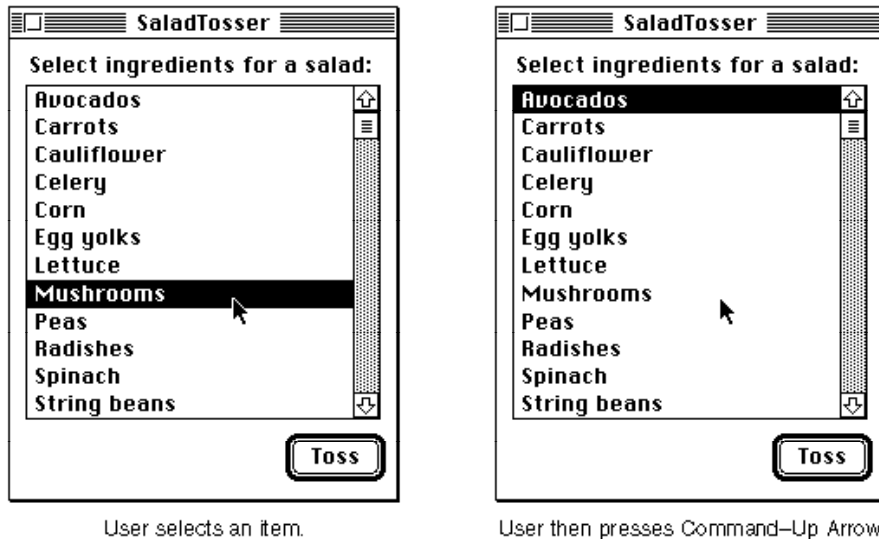 SaladTosser
Select ingredients for a salad:
Avocados
Carrots
Cauliflower
Celery
Corn
Egg yolks
Lettuce
Mushrooms
Peas
Radishes
Spinach
String beans
Toss
User selects an item.
SaladTosser
Select ingredients for a salad:
Avocados
Carrots
Cauliflower
Celery
Corn
Egg yolks
Lettuce
Mushrooms
Peas
Radishes
Spinach
String beans
Toss
User then presses Command–Up Arrow